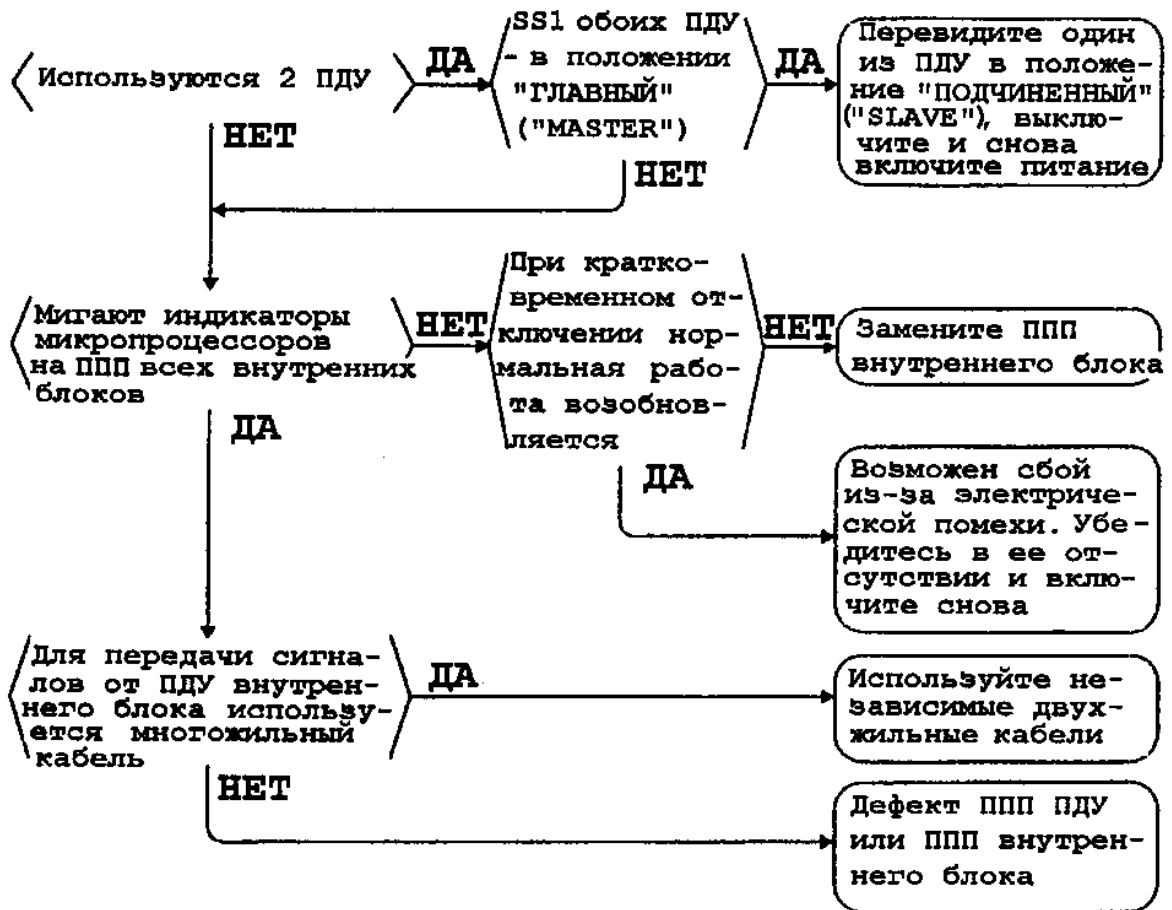 Используются 2 ПДУ
ДА
SS1 обоих ПДУ
- в положении
"ГЛАВНЫЙ"
("MASTER")
ДА
Перевидите один
из ПДУ в положе-
ние "ПОДЧИНЕННЫЙ"
("SLAVE"), выклю-
чите и снова
включите питание
НЕТ
НЕТ
Мигают индикаторы
микропроцессоров
на ППП всех внутренних
блоков
НЕТ
При кратко-
временном от-
ключении нор-
мальная рабо-
та возобнов-
ляется
НЕТ
Замените ППП
внутреннего блока
ДА
ДА
Возможен сбой
из-за электриче-
ской помехи. Убе-
дитесь в ее от-
сутствии и вклю-
чите снова
Для передачи сигна-
лов от ПДУ внутрен-
него блока использу-
ется многожильный
кабель
ДА
Используйте не-
зависимые двух-
жильные кабели
НЕТ
Дефект ППП ПДУ
или ППП внутрен-
него блока